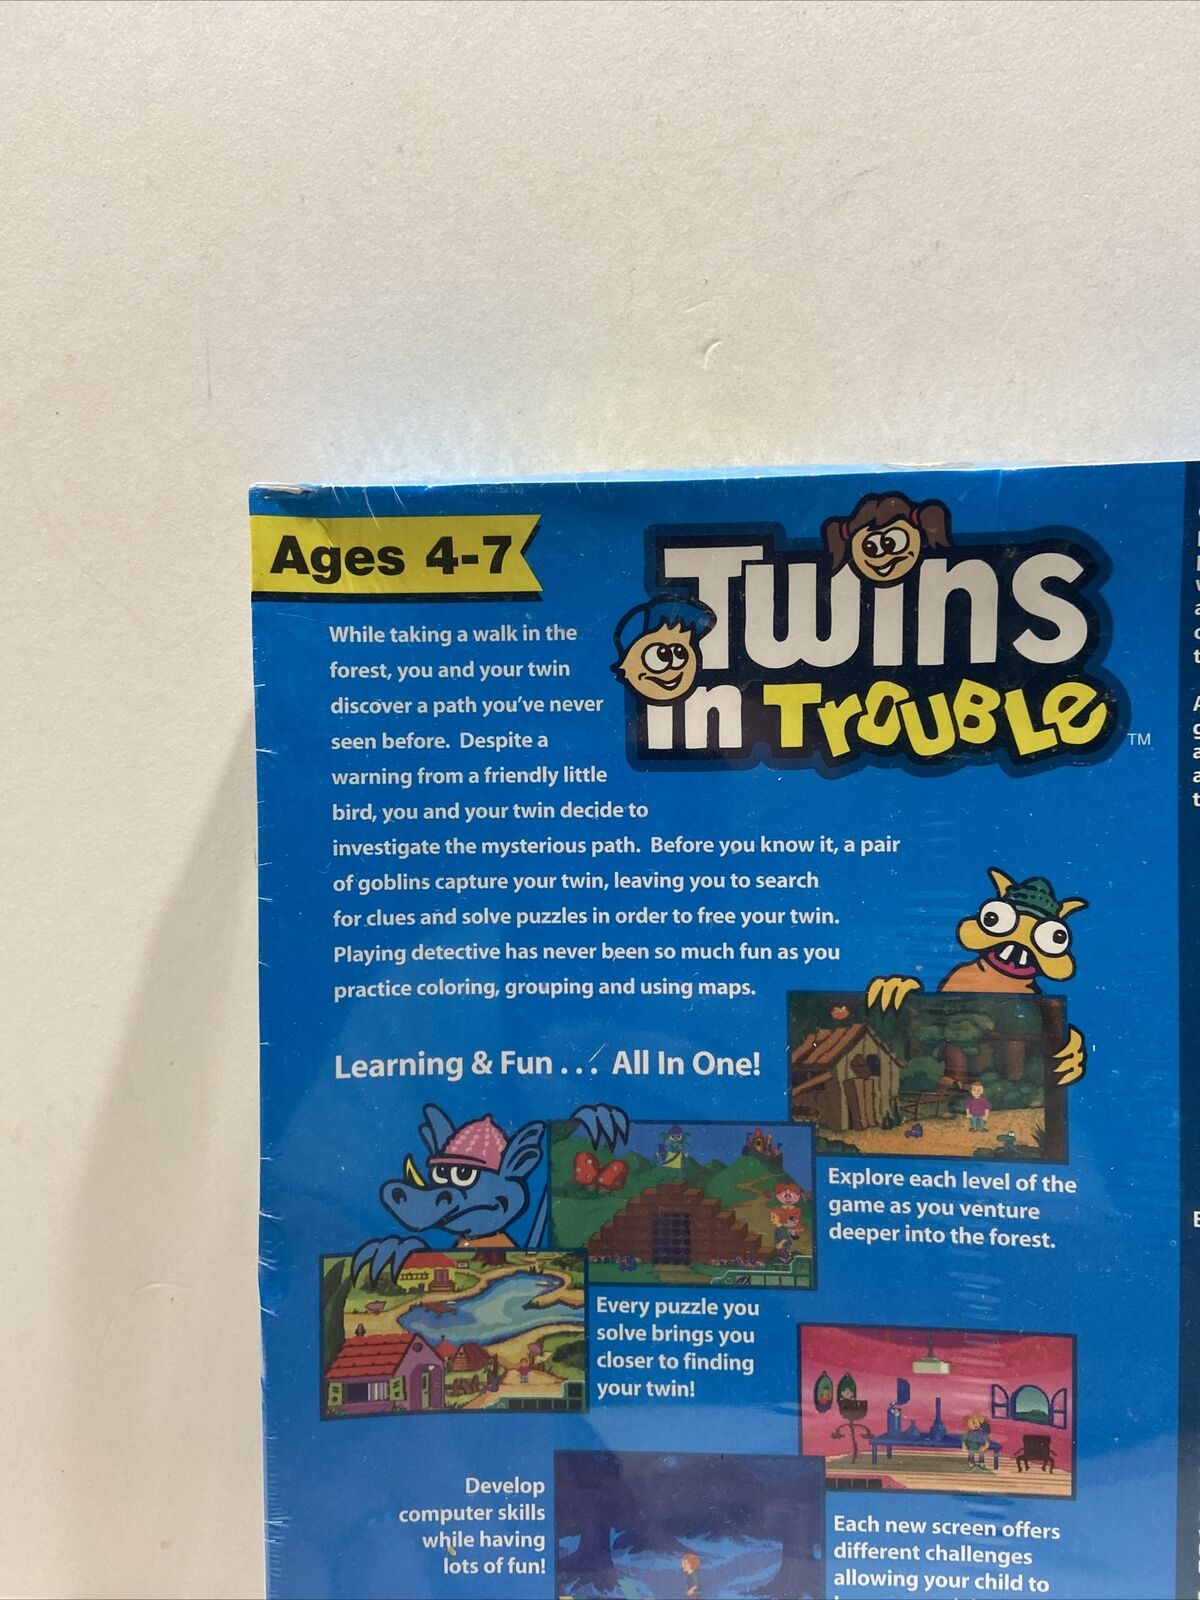 Ages 4-7
Twins
in Trouble
TM
While taking a walk in the
forest, you and your twin
discover a path you've never
seen before. Despite a
warning from a friendly little
bird, you and your twin decide to
investigate the mysterious path. Before you know it, a pair
of goblins capture your twin, leaving you to search
for clues and solve puzzles in order to free your twin.
Playing detective has never been so much fun as you
practice coloring, grouping and using maps.
Learning & Fun... All In One!
Explore each level of the
game as you venture
deeper into the forest.
Every puzzle you
solve brings you
closer to finding
your twin!
Develop
computer skills
while having
lots of fun!
Each new screen offers
different challenges
allowing your child to